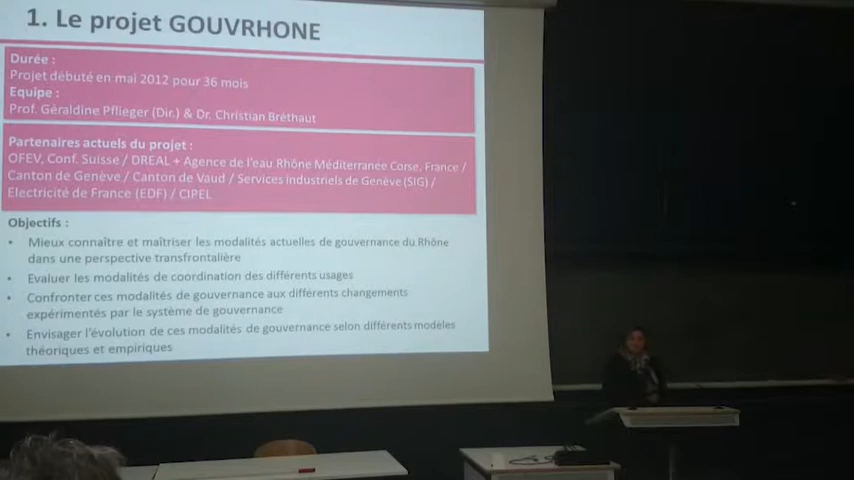 1. Le projet GOUVRHONE
Durée :
Projet débuté en mai 2012 pour 36 mois
Equipe :
Prof. Géraldine Pflieger (Dir.) & Dr. Christian Bréthaut
Partenaires actuels du projet :
OFEV, Conf. Suisse / DREAL + Agence de l'eau Rhône Méditerranee Corse, France /
Canton de Genève / Canton de Vaud / Services industriels de Genève (SIG) /
Electricité de France (EDF) / CIPEL
Objectifs :
• Mieux connaître et maîtriser les modalités actuelles de gouvernance du Rhône
dans une perspective transfrontalière
• Evaluer les modalités de coordination des différents usages
• Confronter ces modalités de gouvernance aux différents changements
expérimentés par le système de gouvernance
• Envisager l'évolution de ces modalités de gouvernance selon différents modèles
théoriques et empiriques